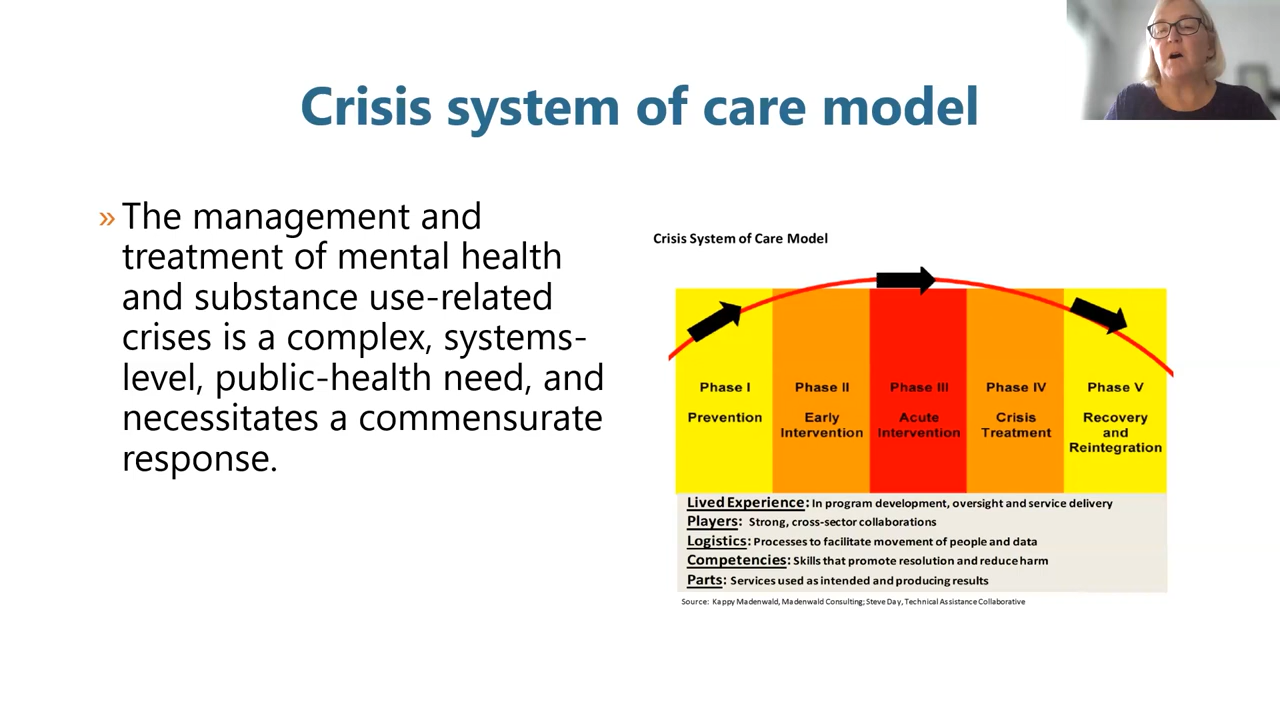 Crisis system of care model
» The management and
treatment of mental health
and substance use-related
crises is a complex, systems-
level, public-health need, and
necessitates a commensurate
response.
Crisis System of Care Model
Phase I
Prevention
Phase II
Early
Intervention
Phase III
Acute
Intervention
Phase IV
Crisis
Treatment
Phase V
Recovery
and
Reintegration
Lived Experience: In program development, oversight and service delivery
Players: Strong, cross-sector collaborations
Logistics: Processes to facilitate movement of people and data
Competencies: Skills that promote resolution and reduce harm
Parts: Services used as intended and producing results
Source: Kappy Madenwald, Madenwald Consulting; Steve Day, Technical Assistance Collaborative